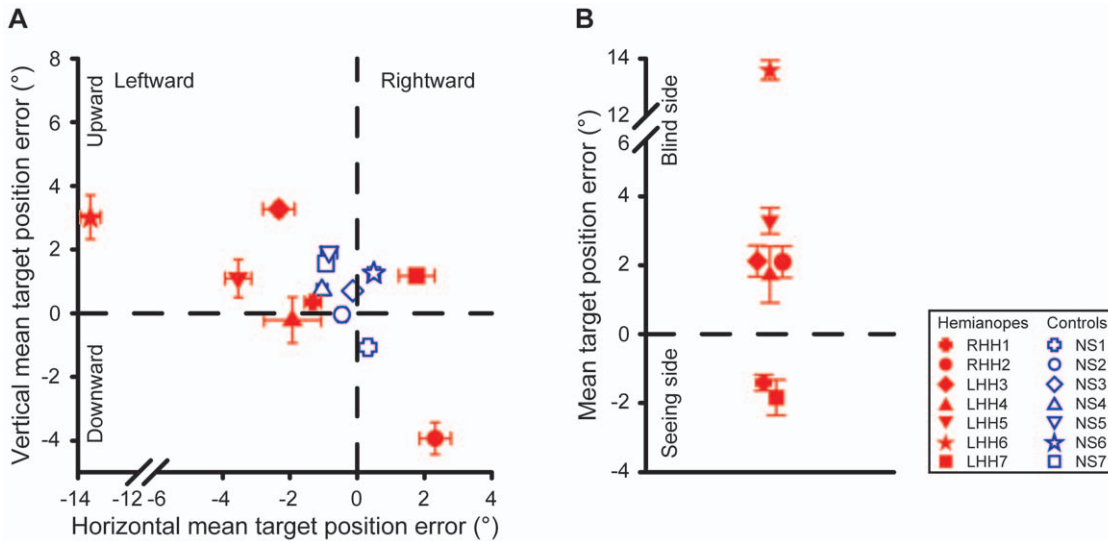 A
8
6
4
2
0
-2
-4
Vertical mean target position error (°)
Upward
Downward
Leftward
Rightward
-14
-12
-6
-4
-2
0
2
4
Horizontal mean target position error (°)
B
14
12
6
4
2
0
-2
-4
Mean target position error (°)
Blind side
Seeing side
Hemianopes Controls
RHH1 NS1
RHH2 NS2
LHH3 NS3
LHH4 NS4
LHH5 NS5
LHH6 NS6
LHH7 NS7